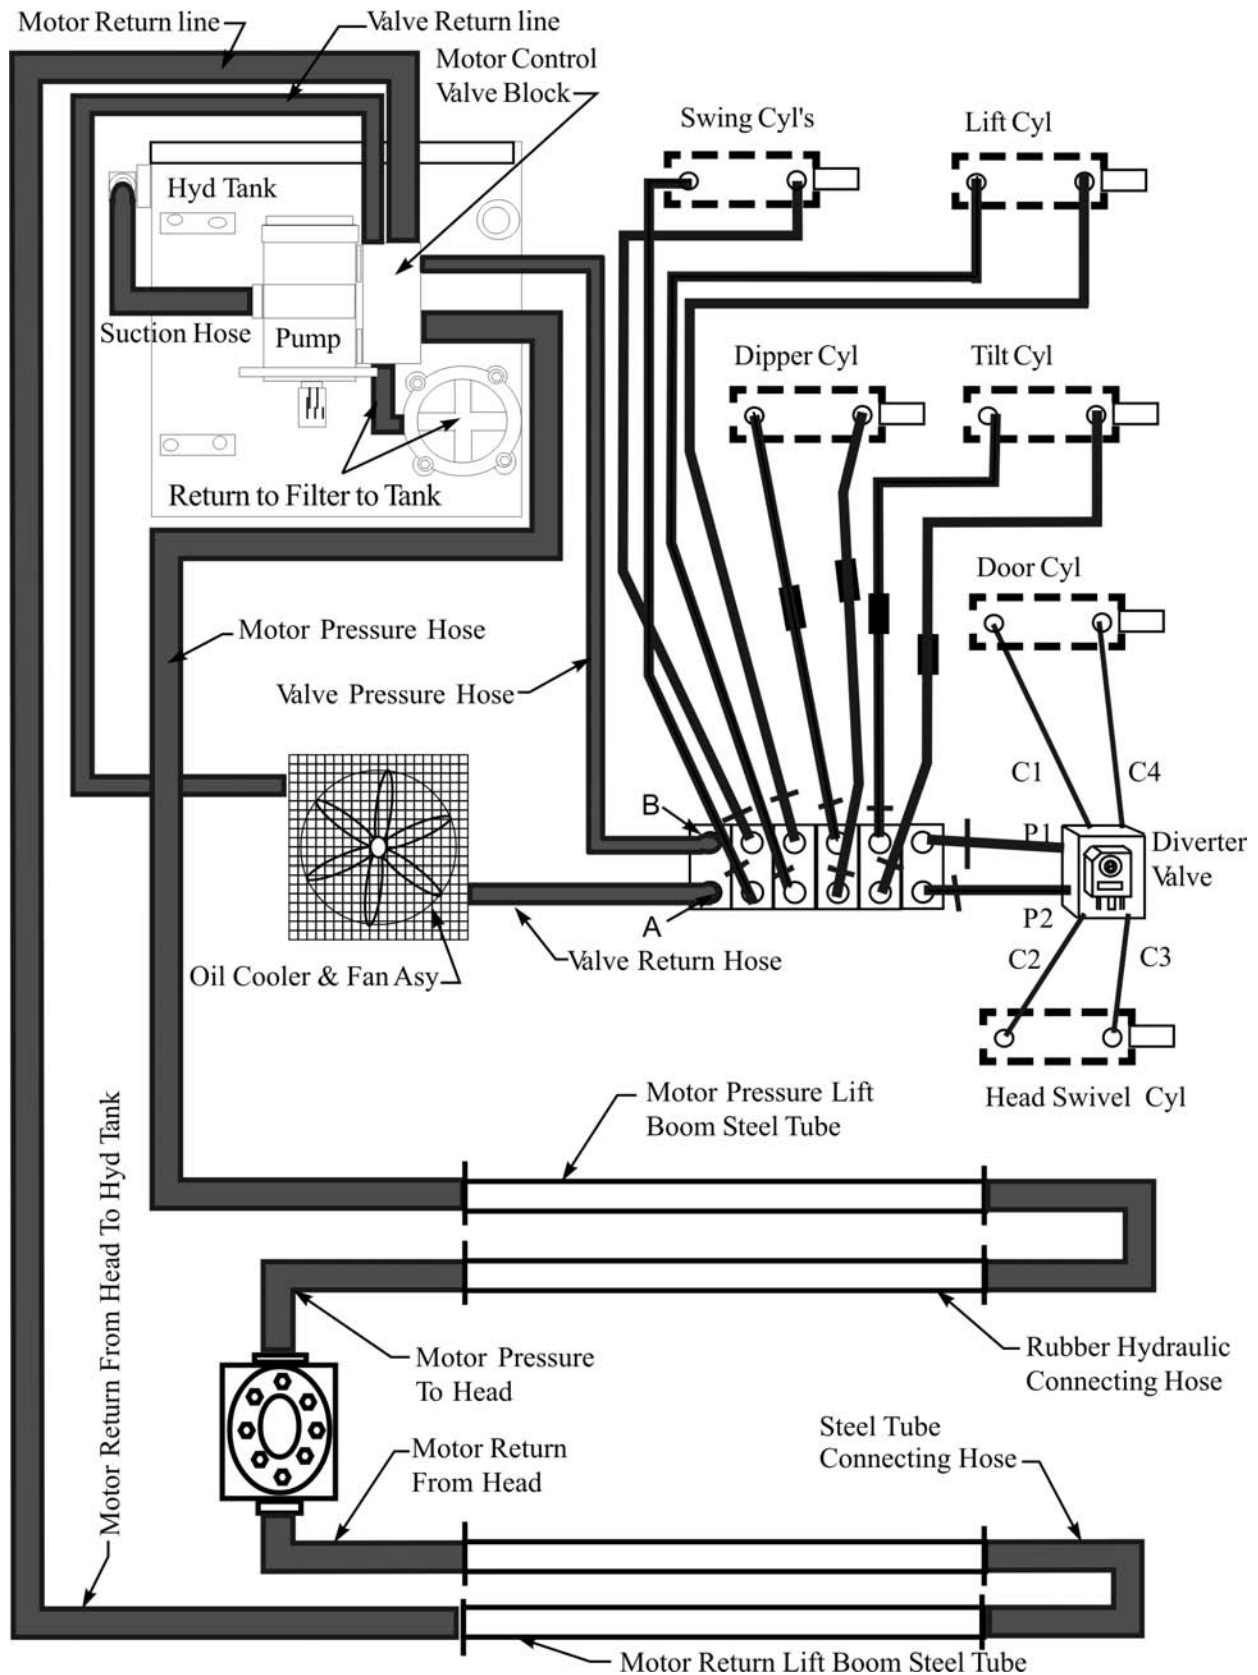 Motor Return line
Valve Return line
Motor Control
Valve Block
Swing Cyl's
Lift Cyl
Hyd Tank
Suction Hose
Pump
Dipper Cyl
Tilt Cyl
Return to Filter to Tank
Door Cyl
Motor Pressure Hose
Valve Pressure Hose
C1
C4
B
P1
Diverter
Valve
A
P2
Valve Return Hose
C2
C3
Oil Cooler & Fan Asy
Motor Pressure Lift
Boom Steel Tube
Head Swivel Cyl
Motor Return From Head To Hyd Tank
Motor Pressure
To Head
Rubber Hydraulic
Connecting Hose
Motor Return
From Head
Steel Tube
Connecting Hose
Motor Return Lift Boom Steel Tube